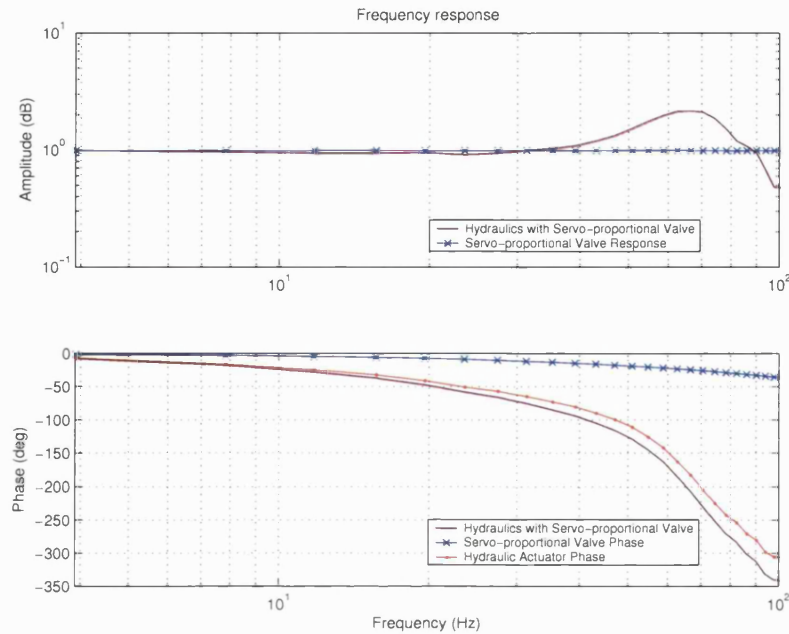 Frequency response
Amplitude (dB)
10^1
10^0
10^-1
10^1
10^2
Hydraulics with Servo-proportional Valve
Servo-proportional Valve Response
Phase (deg)
0
-50
-100
-150
-200
-250
-300
-350
10^1
10^2
Hydraulics with Servo-proportional Valve
Servo-proportional Valve Phase
Hydraulic Actuator Phase
Frequency (Hz)